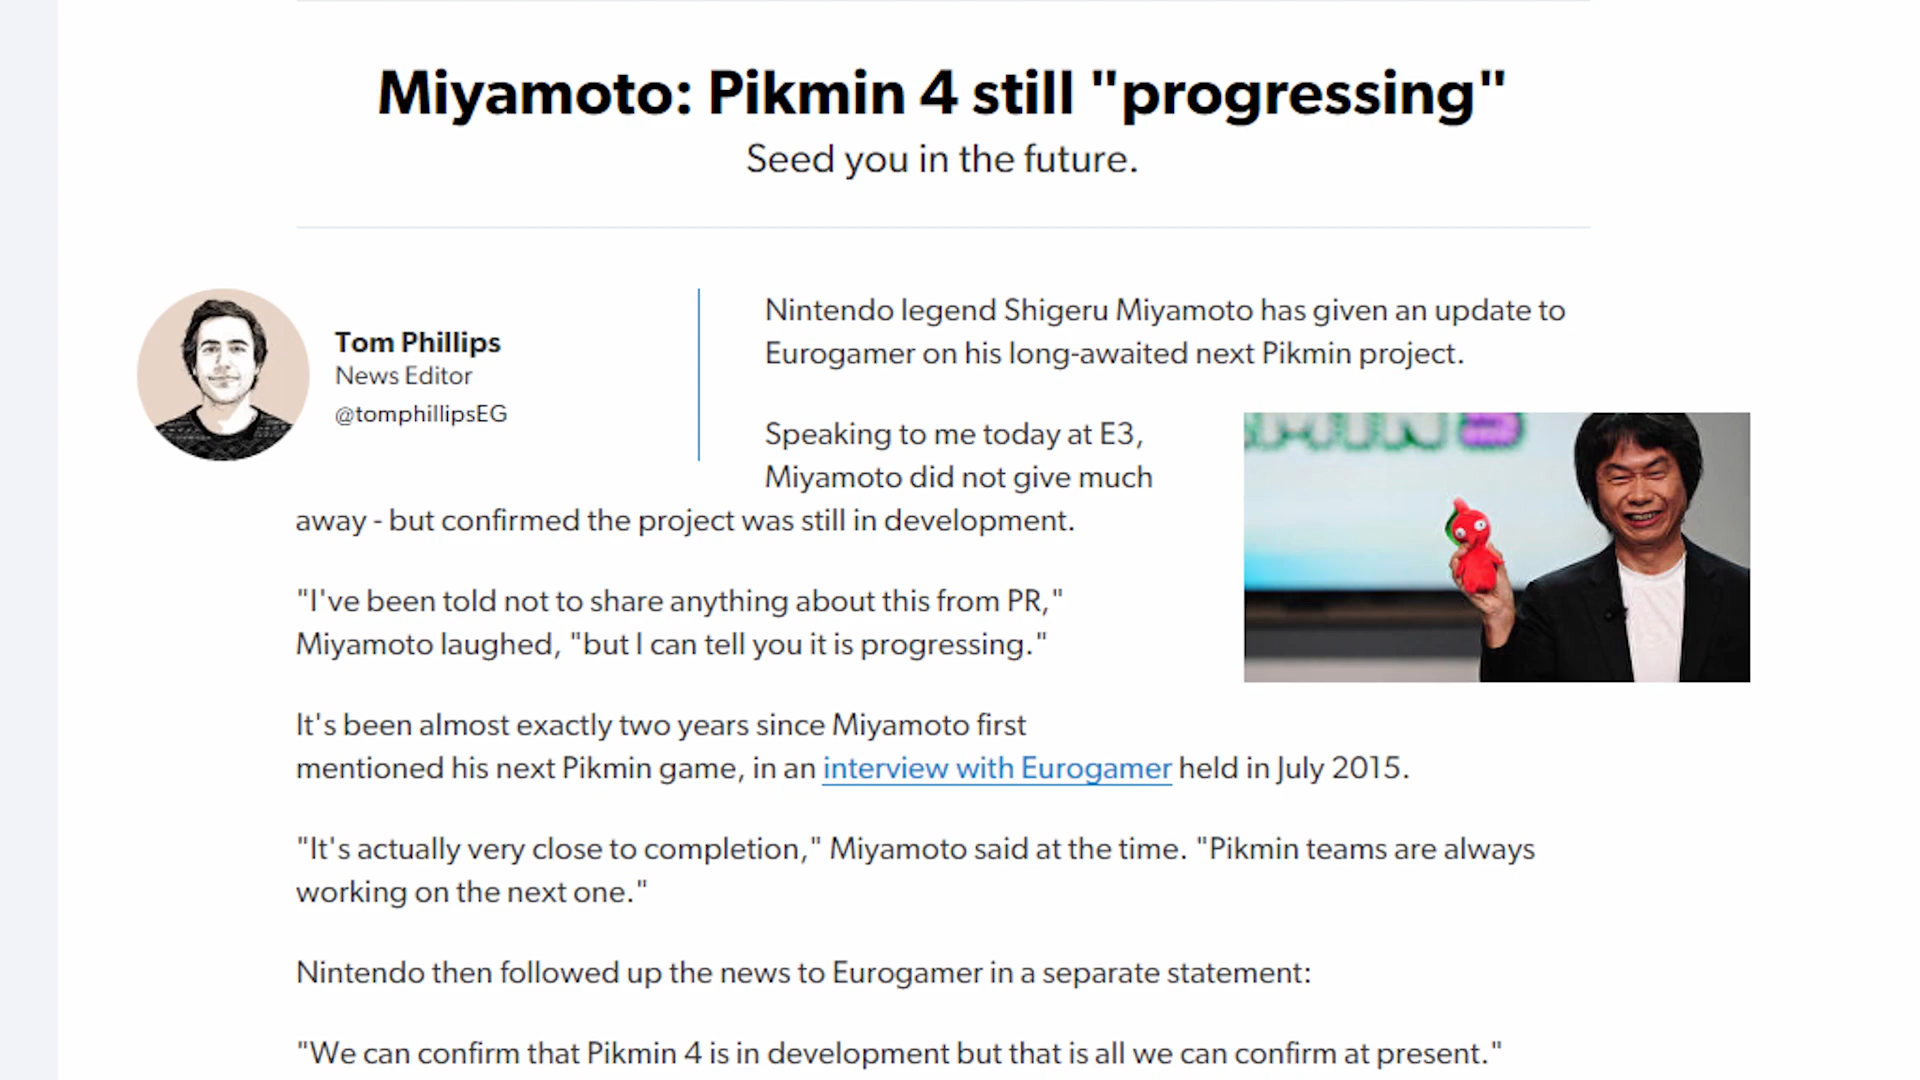 Miyamoto: Pikmin 4 still "progressing"
Seed you in the future.
Tom Phillips
News Editor
@tomphillipsEG
Nintendo legend Shigeru Miyamoto has given an update to
Eurogamer on his long-awaited next Pikmin project.
Speaking to me today at E3,
Miyamoto did not give much
away - but confirmed the project was still in development.
"I've been told not to share anything about this from PR,"
Miyamoto laughed, "but I can tell you it is progressing."
It's been almost exactly two years since Miyamoto first
mentioned his next Pikmin game, in an interview with Eurogamer held in July 2015.
"It's actually very close to completion," Miyamoto said at the time. "Pikmin teams are always
working on the next one."
Nintendo then followed up the news to Eurogamer in a separate statement:
"We can confirm that Pikmin 4 is in development but that is all we can confirm at present."